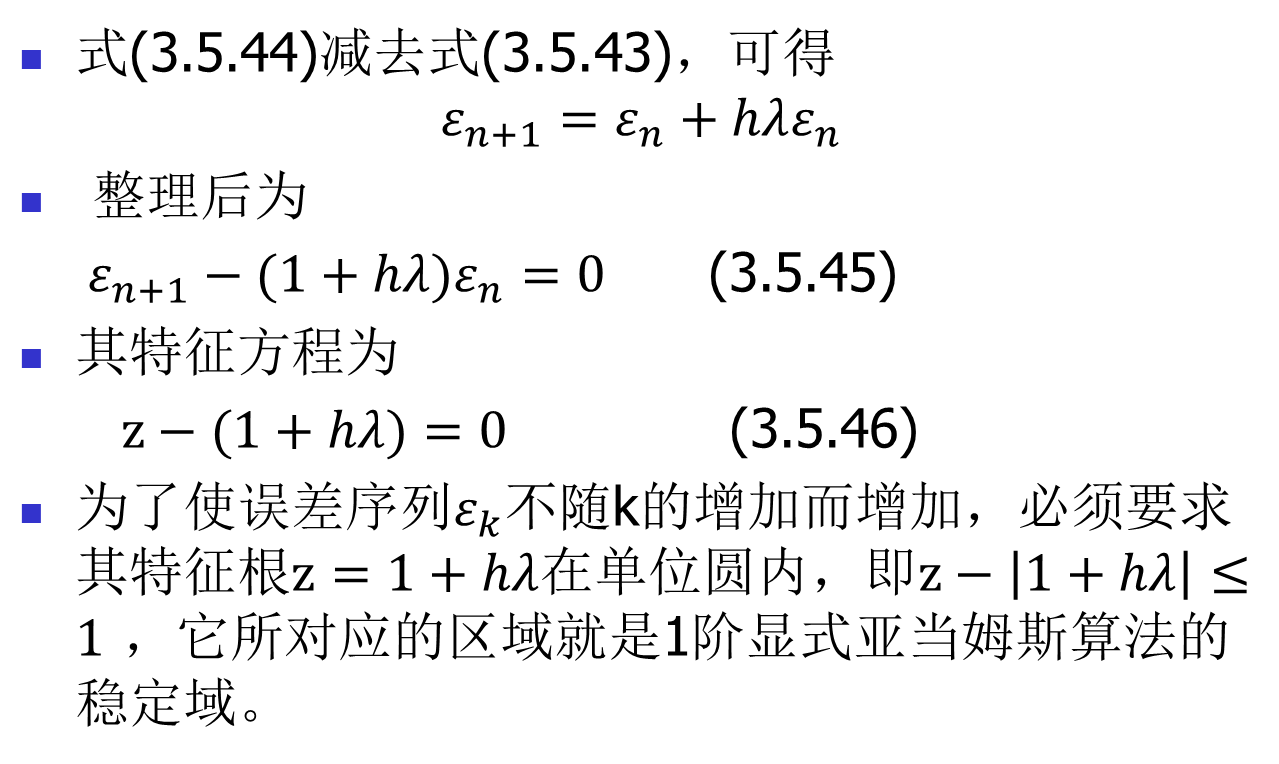 ▪ 式(3.5.44)减去式(3.5.43)，可得
εₙ₊₁ = εₙ + hλεₙ
▪ 整理后为
εₙ₊₁ − (1 + hλ)εₙ = 0 (3.5.45)
▪ 其特征方程为
z − (1 + hλ) = 0 (3.5.46)
▪ 为了使误差序列εₖ不随k的增加而增加，必须要求
其特征根z = 1 + hλ在单位圆内，即z − |1 + hλ| ≤
1 ，它所对应的区域就是1阶显式亚当姆斯算法的
稳定域。